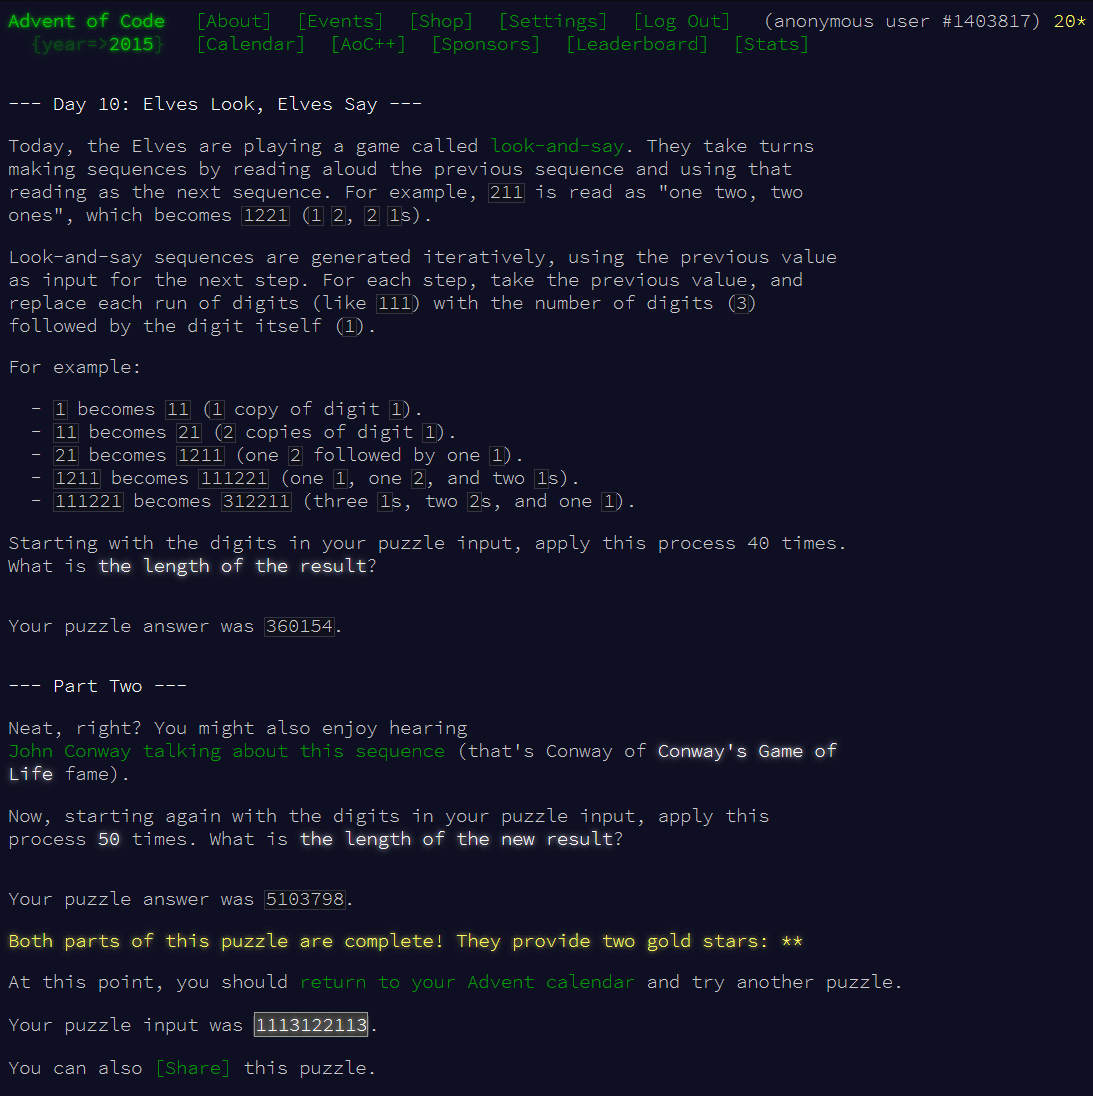 Advent of Code [About] [Events] [Shop] [Settings] [Log Out] (anonymous user #1403817) 20*
{year=>2015} [Calendar] [AoC++] [Sponsors] [Leaderboard] [Stats]
--- Day 10: Elves Look, Elves Say ---
Today, the Elves are playing a game called look-and-say. They take turns
making sequences by reading aloud the previous sequence and using that
reading as the next sequence. For example, 211 is read as "one two, two
ones", which becomes 1221 (1 2, 2 1s).
Look-and-say sequences are generated iteratively, using the previous value
as input for the next step. For each step, take the previous value, and
replace each run of digits (like 111) with the number of digits (3)
followed by the digit itself (1).
For example:
- 1 becomes 11 (1 copy of digit 1).
- 11 becomes 21 (2 copies of digit 1).
- 21 becomes 1211 (one 2 followed by one 1).
- 1211 becomes 111221 (one 1, one 2, and two 1s).
- 111221 becomes 312211 (three 1s, two 2s, and one 1).
Starting with the digits in your puzzle input, apply this process 40 times.
What is the length of the result?
Your puzzle answer was 360154.
--- Part Two ---
Neat, right? You might also enjoy hearing
John Conway talking about this sequence (that's Conway of Conway's Game of
Life fame).
Now, starting again with the digits in your puzzle input, apply this
process 50 times. What is the length of the new result?
Your puzzle answer was 5103798.
Both parts of this puzzle are complete! They provide two gold stars: **
At this point, you should return to your Advent calendar and try another puzzle.
Your puzzle input was 1113122113.
You can also [Share] this puzzle.